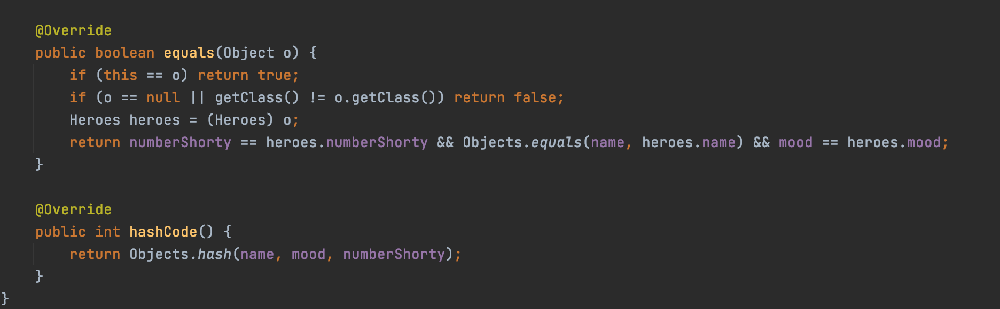 @Override
public boolean equals(Object o) {
if (this == o) return true;
if (o == null || getClass() != o.getClass()) return false;
Heroes heroes = (Heroes) o;
return numberShorty == heroes.numberShorty && Objects.equals(name, heroes.name) && mood == heroes.mood;
}
@Override
public int hashCode() {
return Objects.hash(name, mood, numberShorty);
}
}